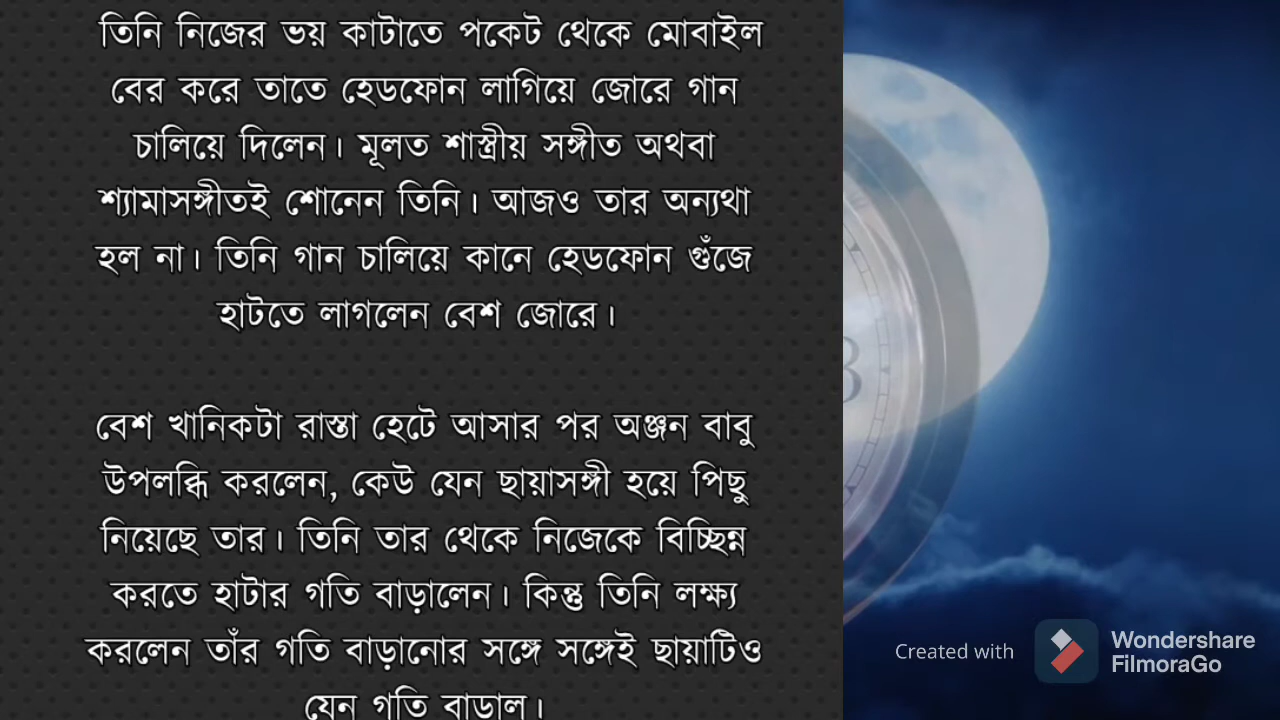 তিনি নিজের ভয় কাটাতে পকেট থেকে মোবাইল
বের করে তাতে হেডফোন লাগিয়ে জোরে গান
চালিয়ে দিলেন। মূলত শাস্ত্রীয় সঙ্গীত অথবা
শ্যামাসঙ্গীতই শোনেন তিনি। আজও তার অন্যথা
হল না। তিনি গান চালিয়ে কানে হেডফোন গুঁজে
হাটতে লাগলেন বেশ জোরে।
বেশ খানিকটা রাস্তা হেটে আসার পর অঞ্জন বাবু
উপলব্ধি করলেন, কেউ যেন ছায়াসঙ্গী হয়ে পিছু
নিয়েছে তার। তিনি তার থেকে নিজেকে বিচ্ছিন্ন
করতে হাটার গতি বাড়ালেন। কিন্তু তিনি লক্ষ্য
করলেন তাঁর গতি বাড়ানোর সঙ্গে সঙ্গেই ছায়াটিও
যেন গতি বাড়াল।
8
Created with
Wondershare
FilmoraGo